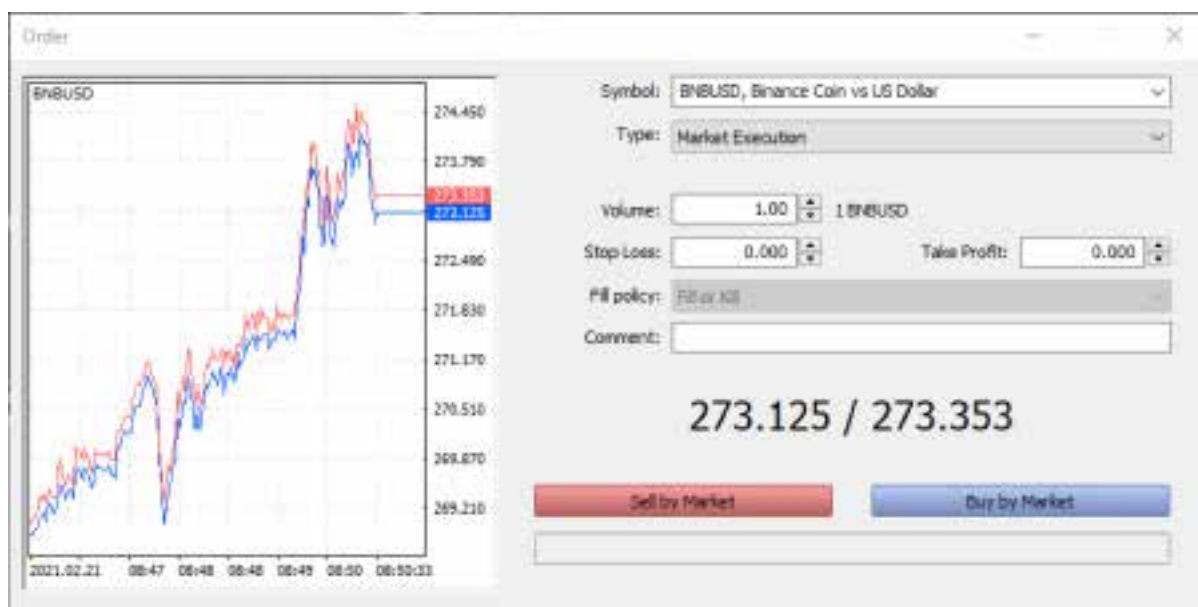 Order
BNBUSD
274.450
273.790
273.353
273.125
272.490
271.830
271.170
270.510
269.870
269.210
2021.02.21 08:47 08:48 08:48 08:49 08:50 08:50:33
Symbol: BNBUSD, Binance Coin vs US Dollar
Type: Market Execution
Volume: 1.00 1 BNBUSD
Stop Loss: 0.000 Take Profit: 0.000
Fill policy: Fill or Kill
Comment:
273.125 / 273.353
Sell by Market Buy by Market